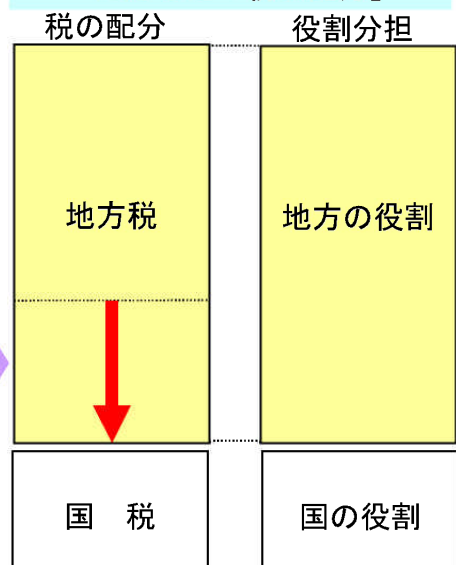 税の配分
役割分担
地方税
地方の役割
国　税
国の役割